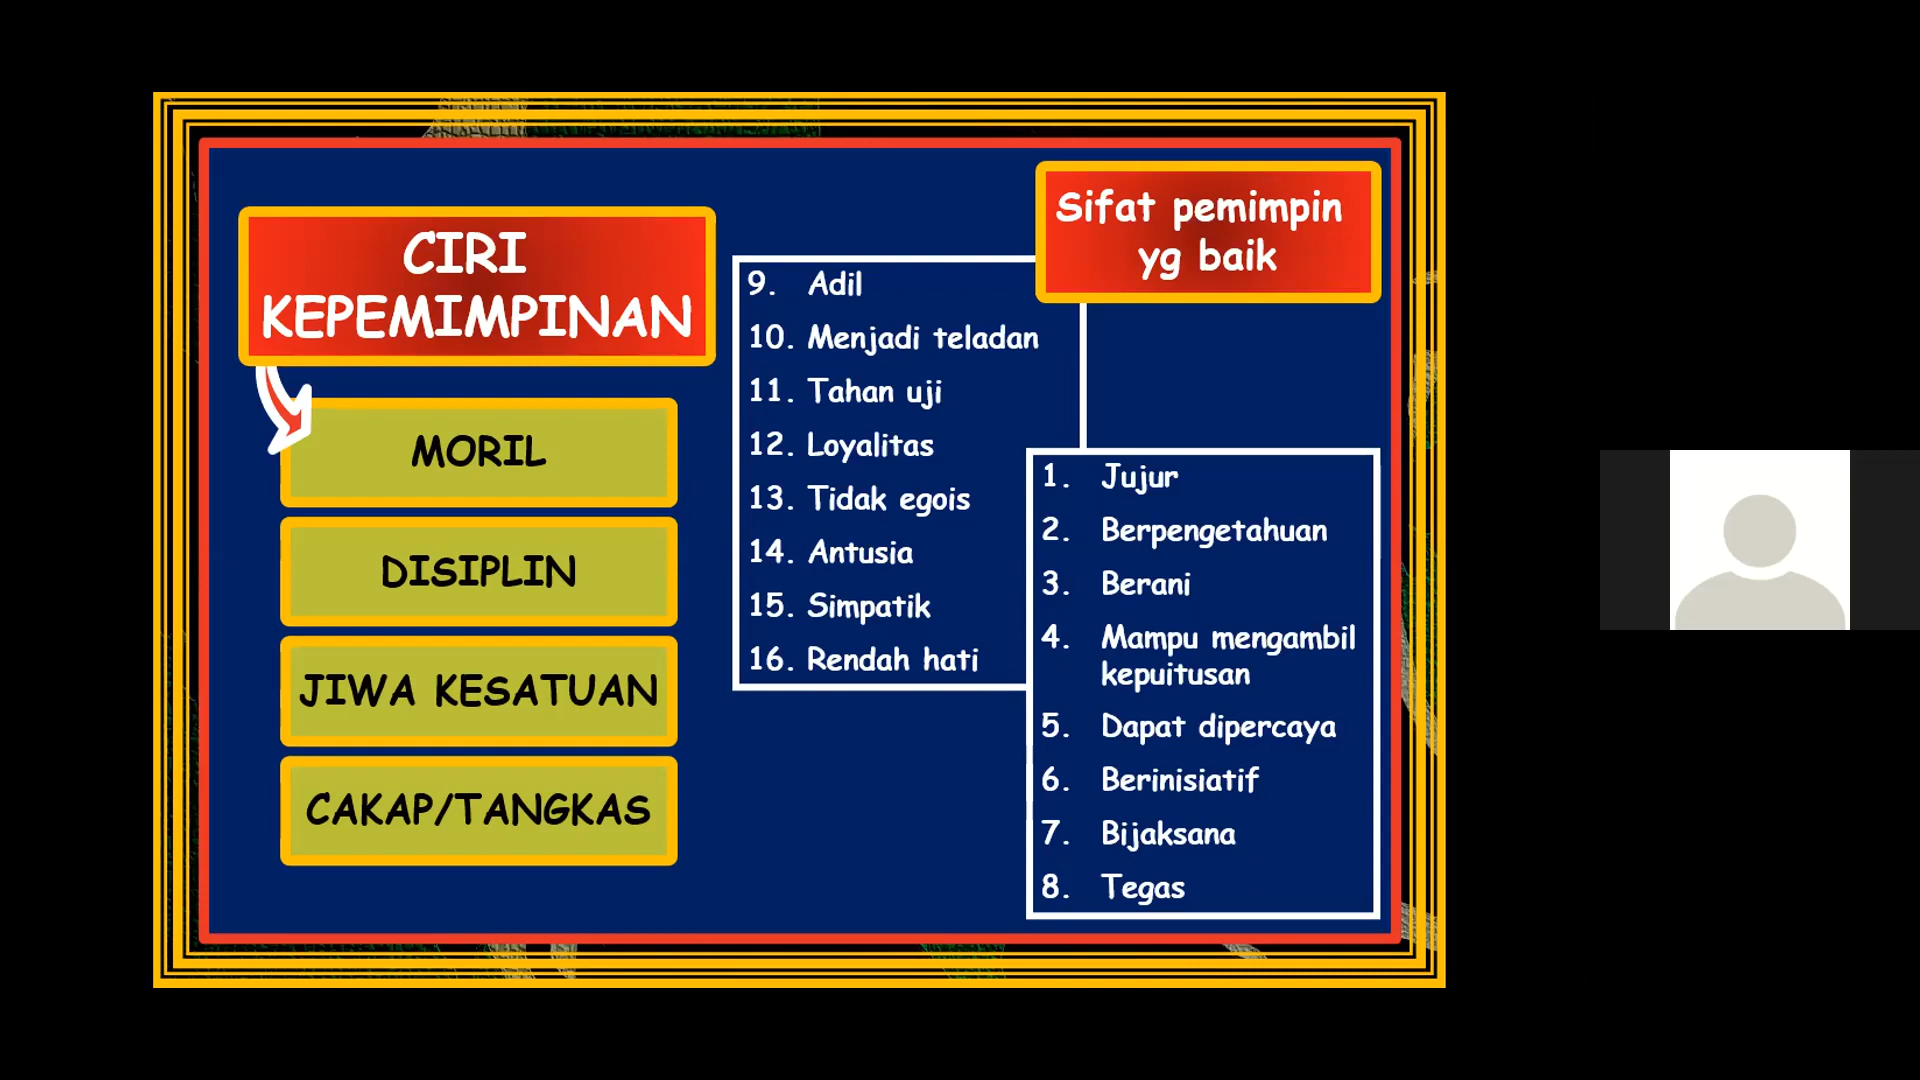 CIRI
KEPEMIMPINAN
MORIL
DISIPLIN
JIWA KESATUAN
CAKAP/TANGKAS
Sifat pemimpin
yg baik
1. Jujur
2. Berpengetahuan
3. Berani
4. Mampu mengambil
kepuitusan
5. Dapat dipercaya
6. Berinisiatif
7. Bijaksana
8. Tegas
9. Adil
10. Menjadi teladan
11. Tahan uji
12. Loyalitas
13. Tidak egois
14. Antusia
15. Simpatik
16. Rendah hati